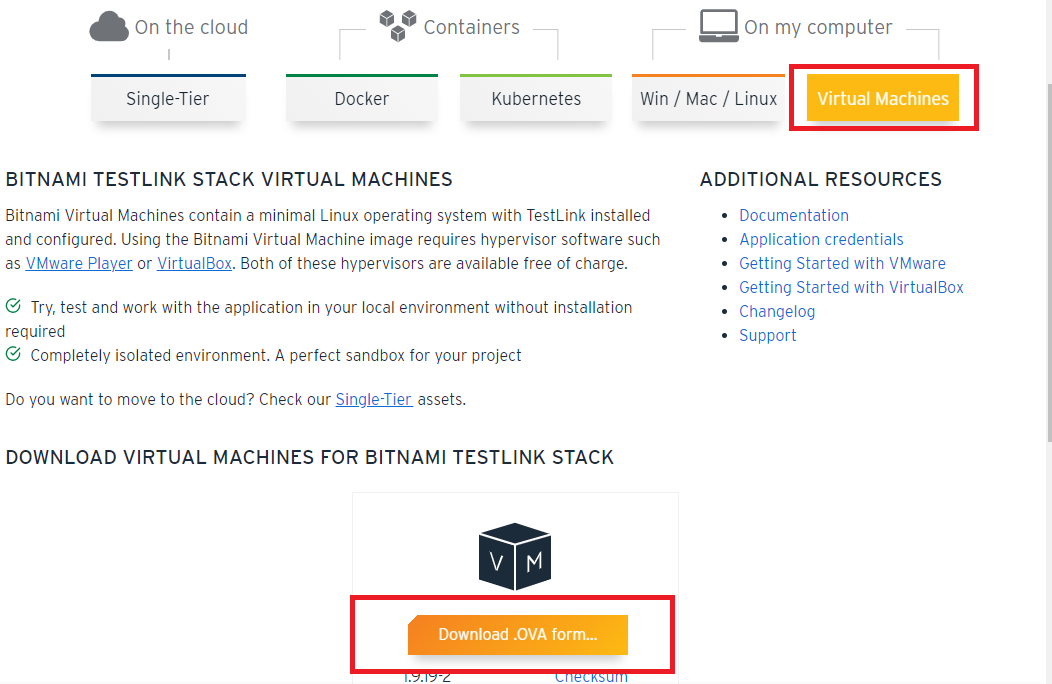 On the cloud
Containers
On my computer
Single-Tier
Docker
Kubernetes
Win / Mac / Linux
Virtual Machines
BITNAMI TESTLINK STACK VIRTUAL MACHINES
Bitnami Virtual Machines contain a minimal Linux operating system with TestLink installed
and configured. Using the Bitnami Virtual Machine image requires hypervisor software such
as VMware Player or VirtualBox. Both of these hypervisors are available free of charge.
Try, test and work with the application in your local environment without installation
required
Completely isolated environment. A perfect sandbox for your project
Do you want to move to the cloud? Check our Single-Tier assets.
ADDITIONAL RESOURCES
Documentation
Application credentials
Getting Started with VMware
Getting Started with VirtualBox
Changelog
Support
DOWNLOAD VIRTUAL MACHINES FOR BITNAMI TESTLINK STACK
V M
Download .OVA form...
1.9.19-2
Checksum